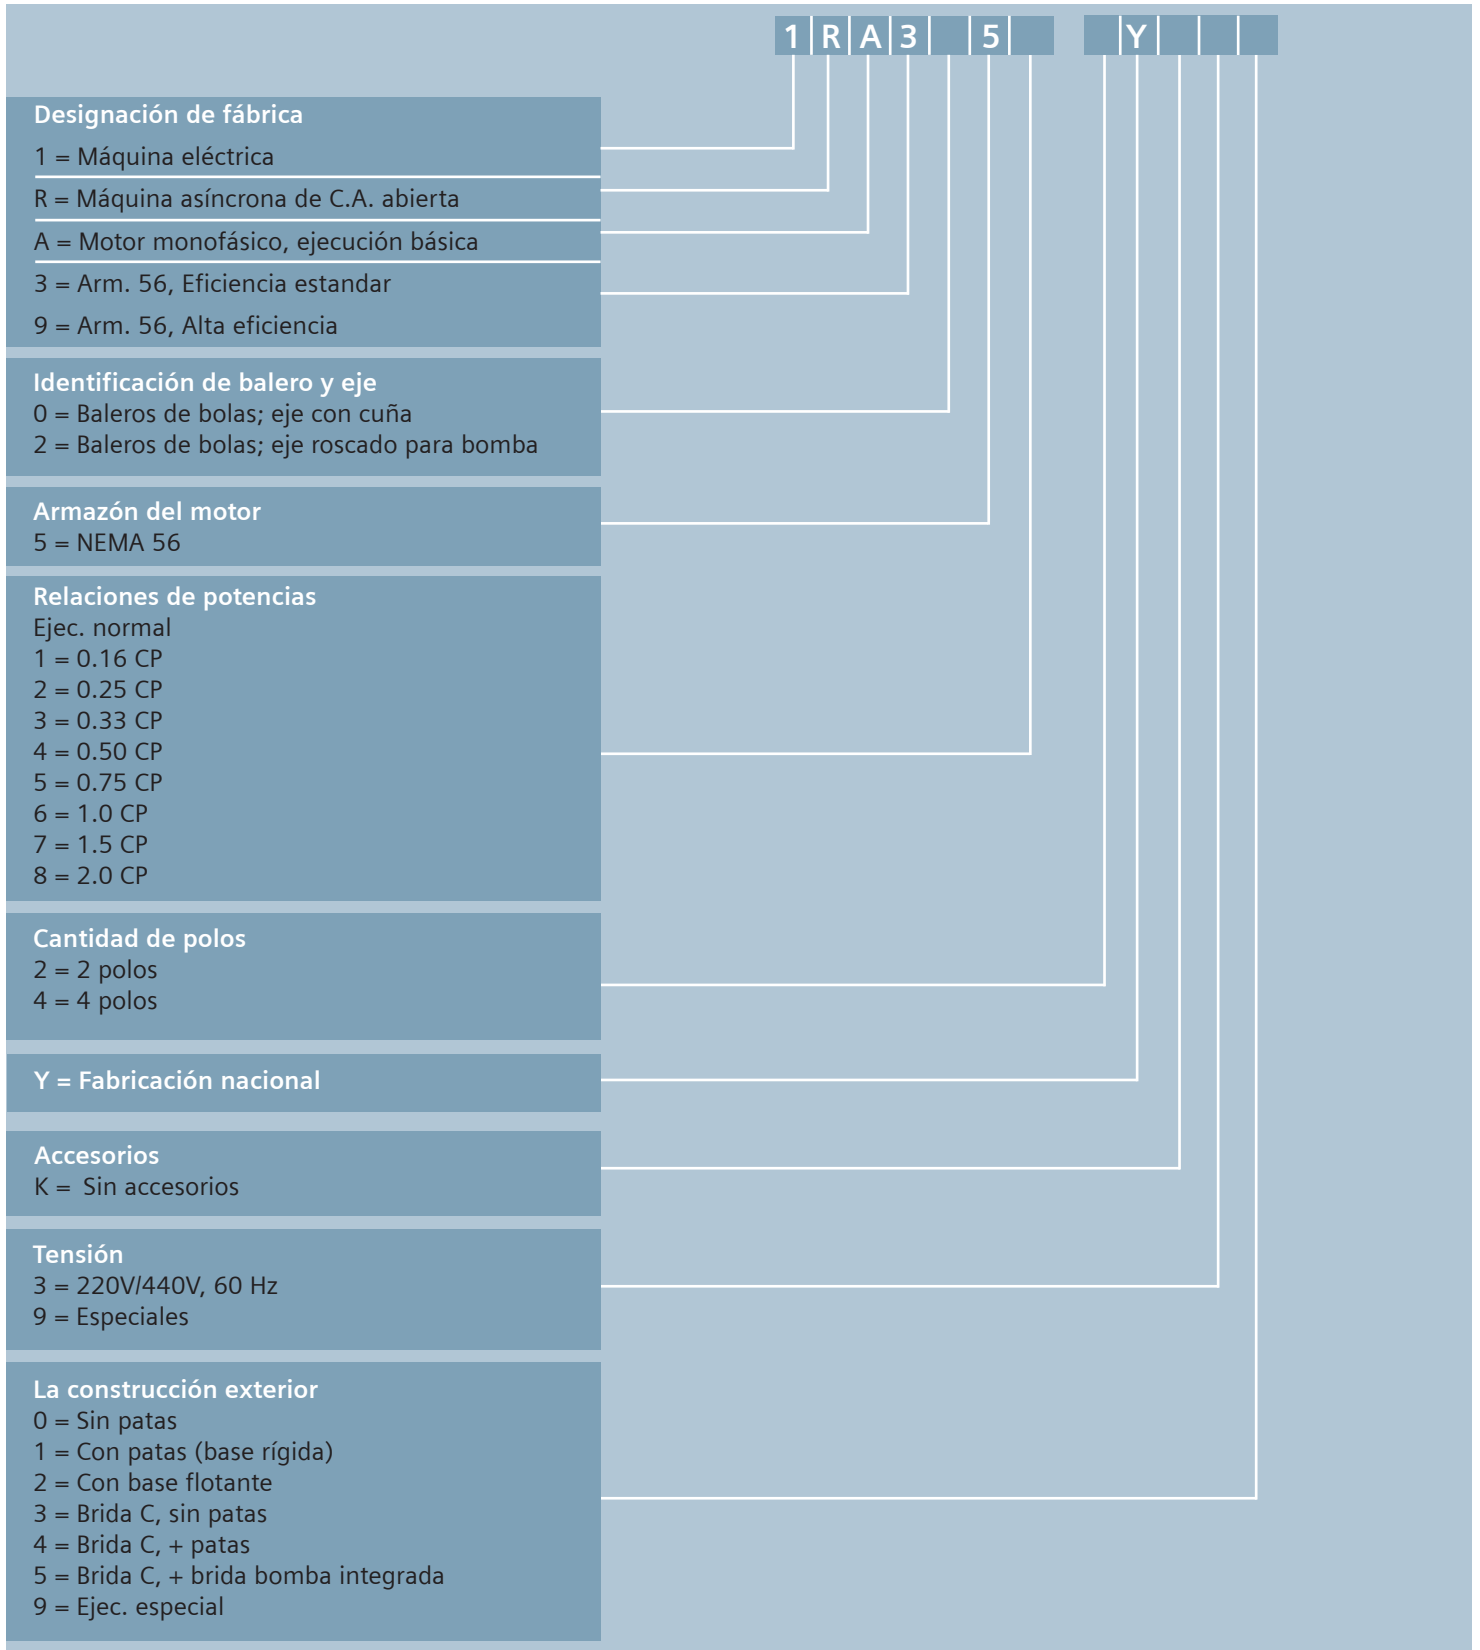 1 R A 3 5 Y
Designación de fábrica
1 = Máquina eléctrica
R = Máquina asíncrona de C.A. abierta
A = Motor monofásico, ejecución básica
3 = Arm. 56, Eficiencia estandar
9 = Arm. 56, Alta eficiencia
Identificación de balero y eje
0 = Baleros de bolas; eje con cuña
2 = Baleros de bolas; eje roscado para bomba
Armazón del motor
5 = NEMA 56
Relaciones de potencias
Ejec. normal
1 = 0.16 CP
2 = 0.25 CP
3 = 0.33 CP
4 = 0.50 CP
5 = 0.75 CP
6 = 1.0 CP
7 = 1.5 CP
8 = 2.0 CP
Cantidad de polos
2 = 2 polos
4 = 4 polos
Y = Fabricación nacional
Accesorios
K = Sin accesorios
Tensión
3 = 220V/440V, 60 Hz
9 = Especiales
La construcción exterior
0 = Sin patas
1 = Con patas (base rígida)
2 = Con base flotante
3 = Brida C, sin patas
4 = Brida C, + patas
5 = Brida C, + brida bomba integrada
9 = Ejec. especial